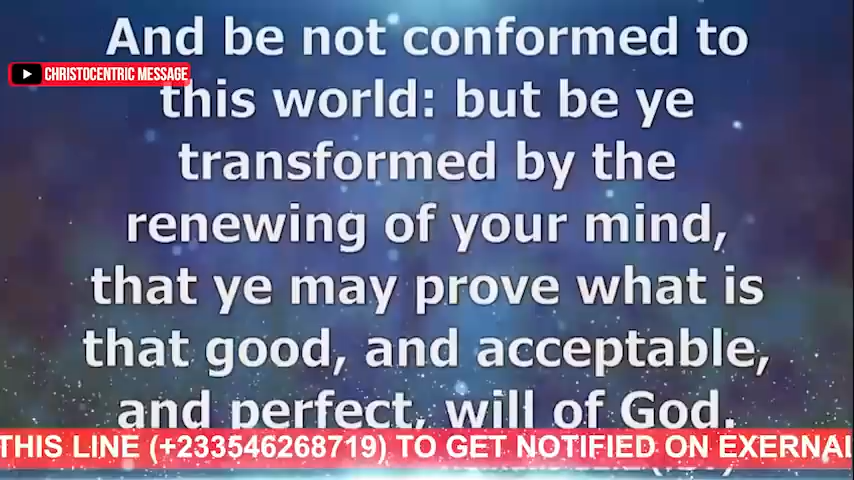 And be not conformed to
CHRISTOCENTRIC MESSAGE
this world: but be ye
transformed by the
renewing of your mind,
that ye may prove what is
that good, and acceptable,
and perfect, will of God.
THIS LINE (+233546268719) TO GET NOTIFIED ON EXERNAL